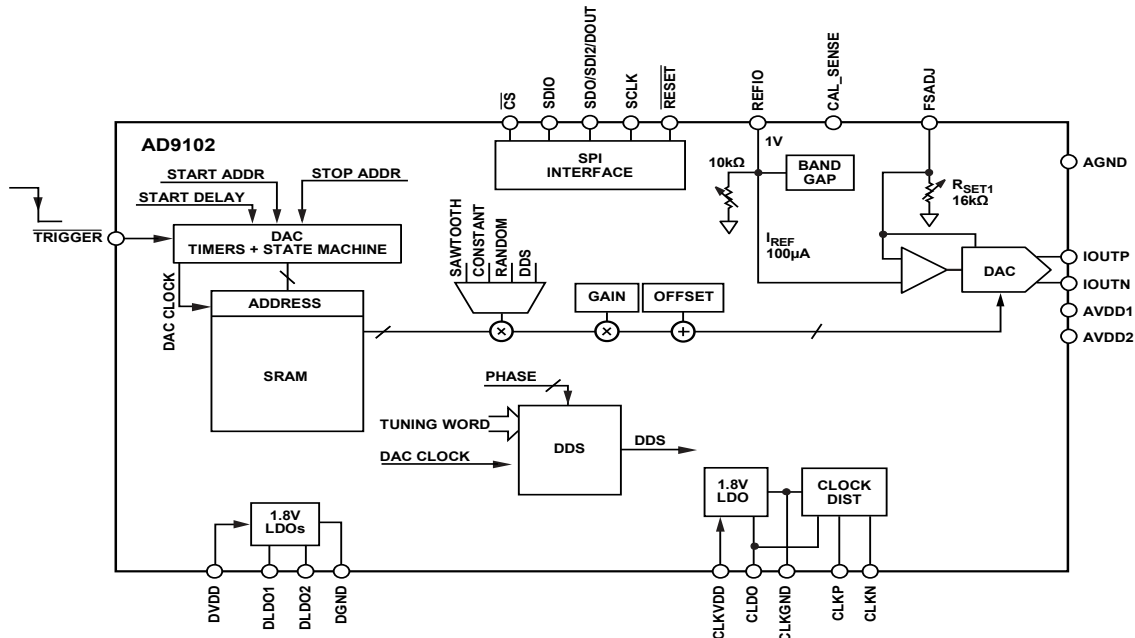 CS
SDIO
SDO/SDI2/DOUT
SCLK
RESET
REFIO
CAL_SENSE
FSADJ
AD9102
SPI
INTERFACE
1V
10kΩ
BAND
GAP
AGND
START ADDR
STOP ADDR
START DELAY
RSET1
16kΩ
TRIGGER
DAC
TIMERS + STATE MACHINE
SAWTOOTH
CONSTANT
RANDOM
DDS
IREF
100µA
DAC
IOUTP
IOUTN
AVDD1
AVDD2
DAC CLOCK
ADDRESS
SRAM
GAIN
OFFSET
PHASE
TUNING WORD
DAC CLOCK
DDS
DDS
1.8V
LDOs
1.8V
LDO
CLOCK
DIST
DVDD
DLDO1
DLDO2
DGND
CLKVDD
CLDO
CLKGND
CLKP
CLKN